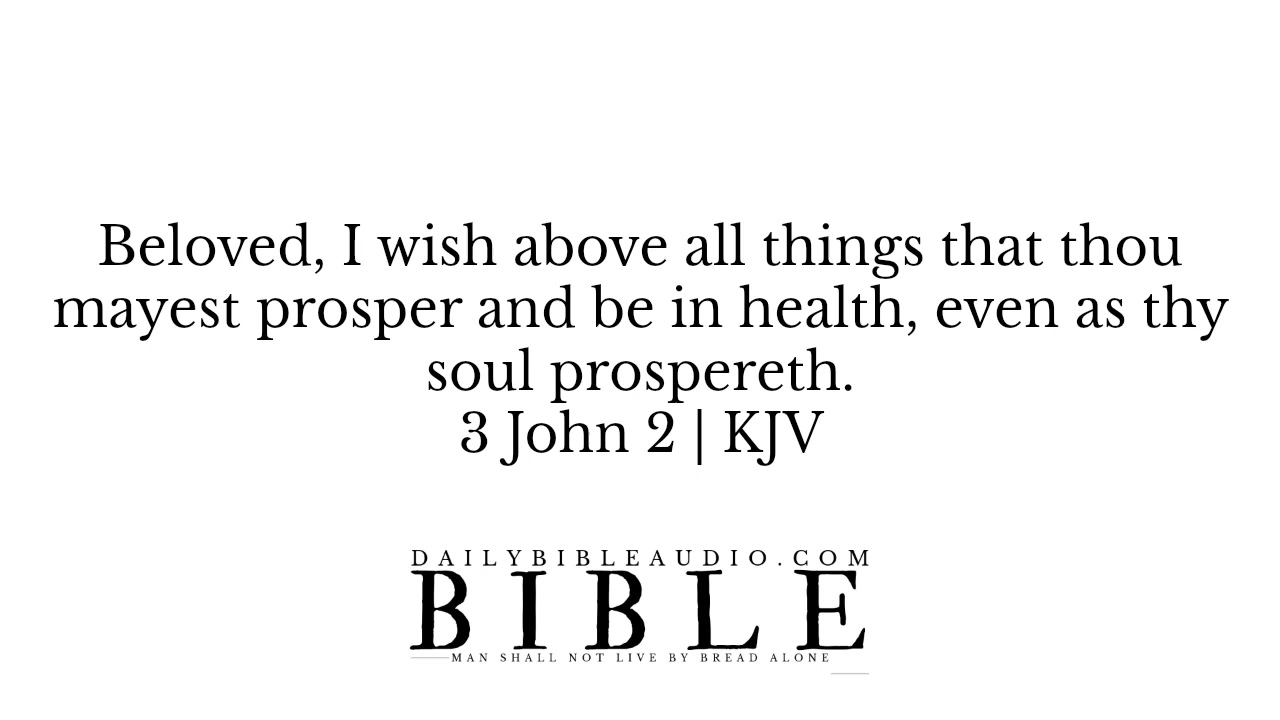 Beloved, I wish above all things that thou
mayest prosper and be in health, even as thy
soul prospereth.
3 John 2 | KJV
DAILYBIBLEAUDIO.COM
BIBLE
MAN SHALL NOT LIVE BY BREAD ALONE